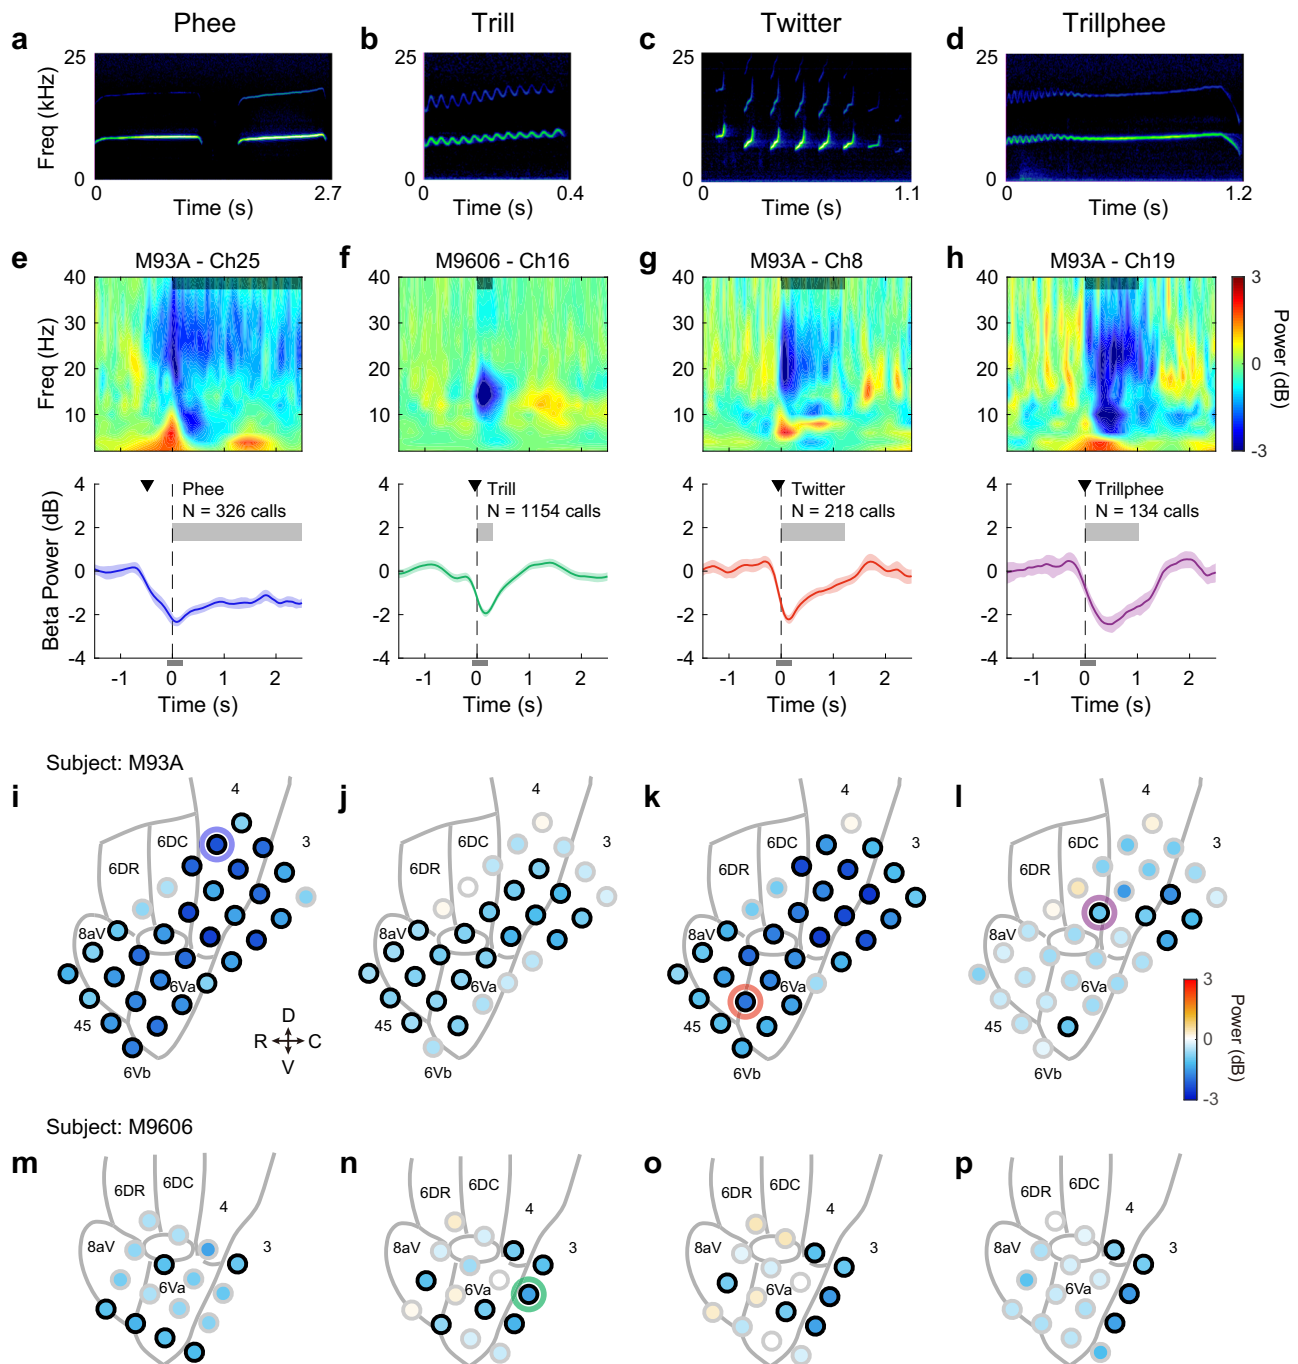 Phee Trill Twitter Trillphee
a b c d
25 25 25 25
Freq (kHz)
0 0 0 0
0 2.7 0 0.4 0 1.1 0 1.2
Time (s) Time (s) Time (s) Time (s)
e f g h
M93A - Ch25 M9606 - Ch16 M93A - Ch8 M93A - Ch19
40 40 40 40
30 30 30 30
20 20 20 20
10 10 10 10
Freq (Hz)
3
0
-3
Power (dB)
4 4 4 4
2 2 2 2
0 0 0 0
-2 -2 -2 -2
-4 -4 -4 -4
Beta Power (dB)
Phee Trill Twitter Trillphee
N = 326 calls N = 1154 calls N = 218 calls N = 134 calls
-1 0 1 2 -1 0 1 2 -1 0 1 2 -1 0 1 2
Time (s) Time (s) Time (s) Time (s)
Subject: M93A
i j k l
4 4 4 4
6DC 3 6DC 3 6DC 3 6DC 3
6DR 6DR 6DR 6DR
8aV 8aV 8aV 8aV
6Va 6Va 6Va 6Va
45 45 45 45
6Vb 6Vb 6Vb 6Vb
D
R C
V
3
0
-3
Power (dB)
Subject: M9606
m n o p
6DR 6DC 6DR 6DC 6DR 6DC 6DR 6DC
4 4 4 4
8aV 3 8aV 3 8aV 3 8aV 3
6Va 6Va 6Va 6Va